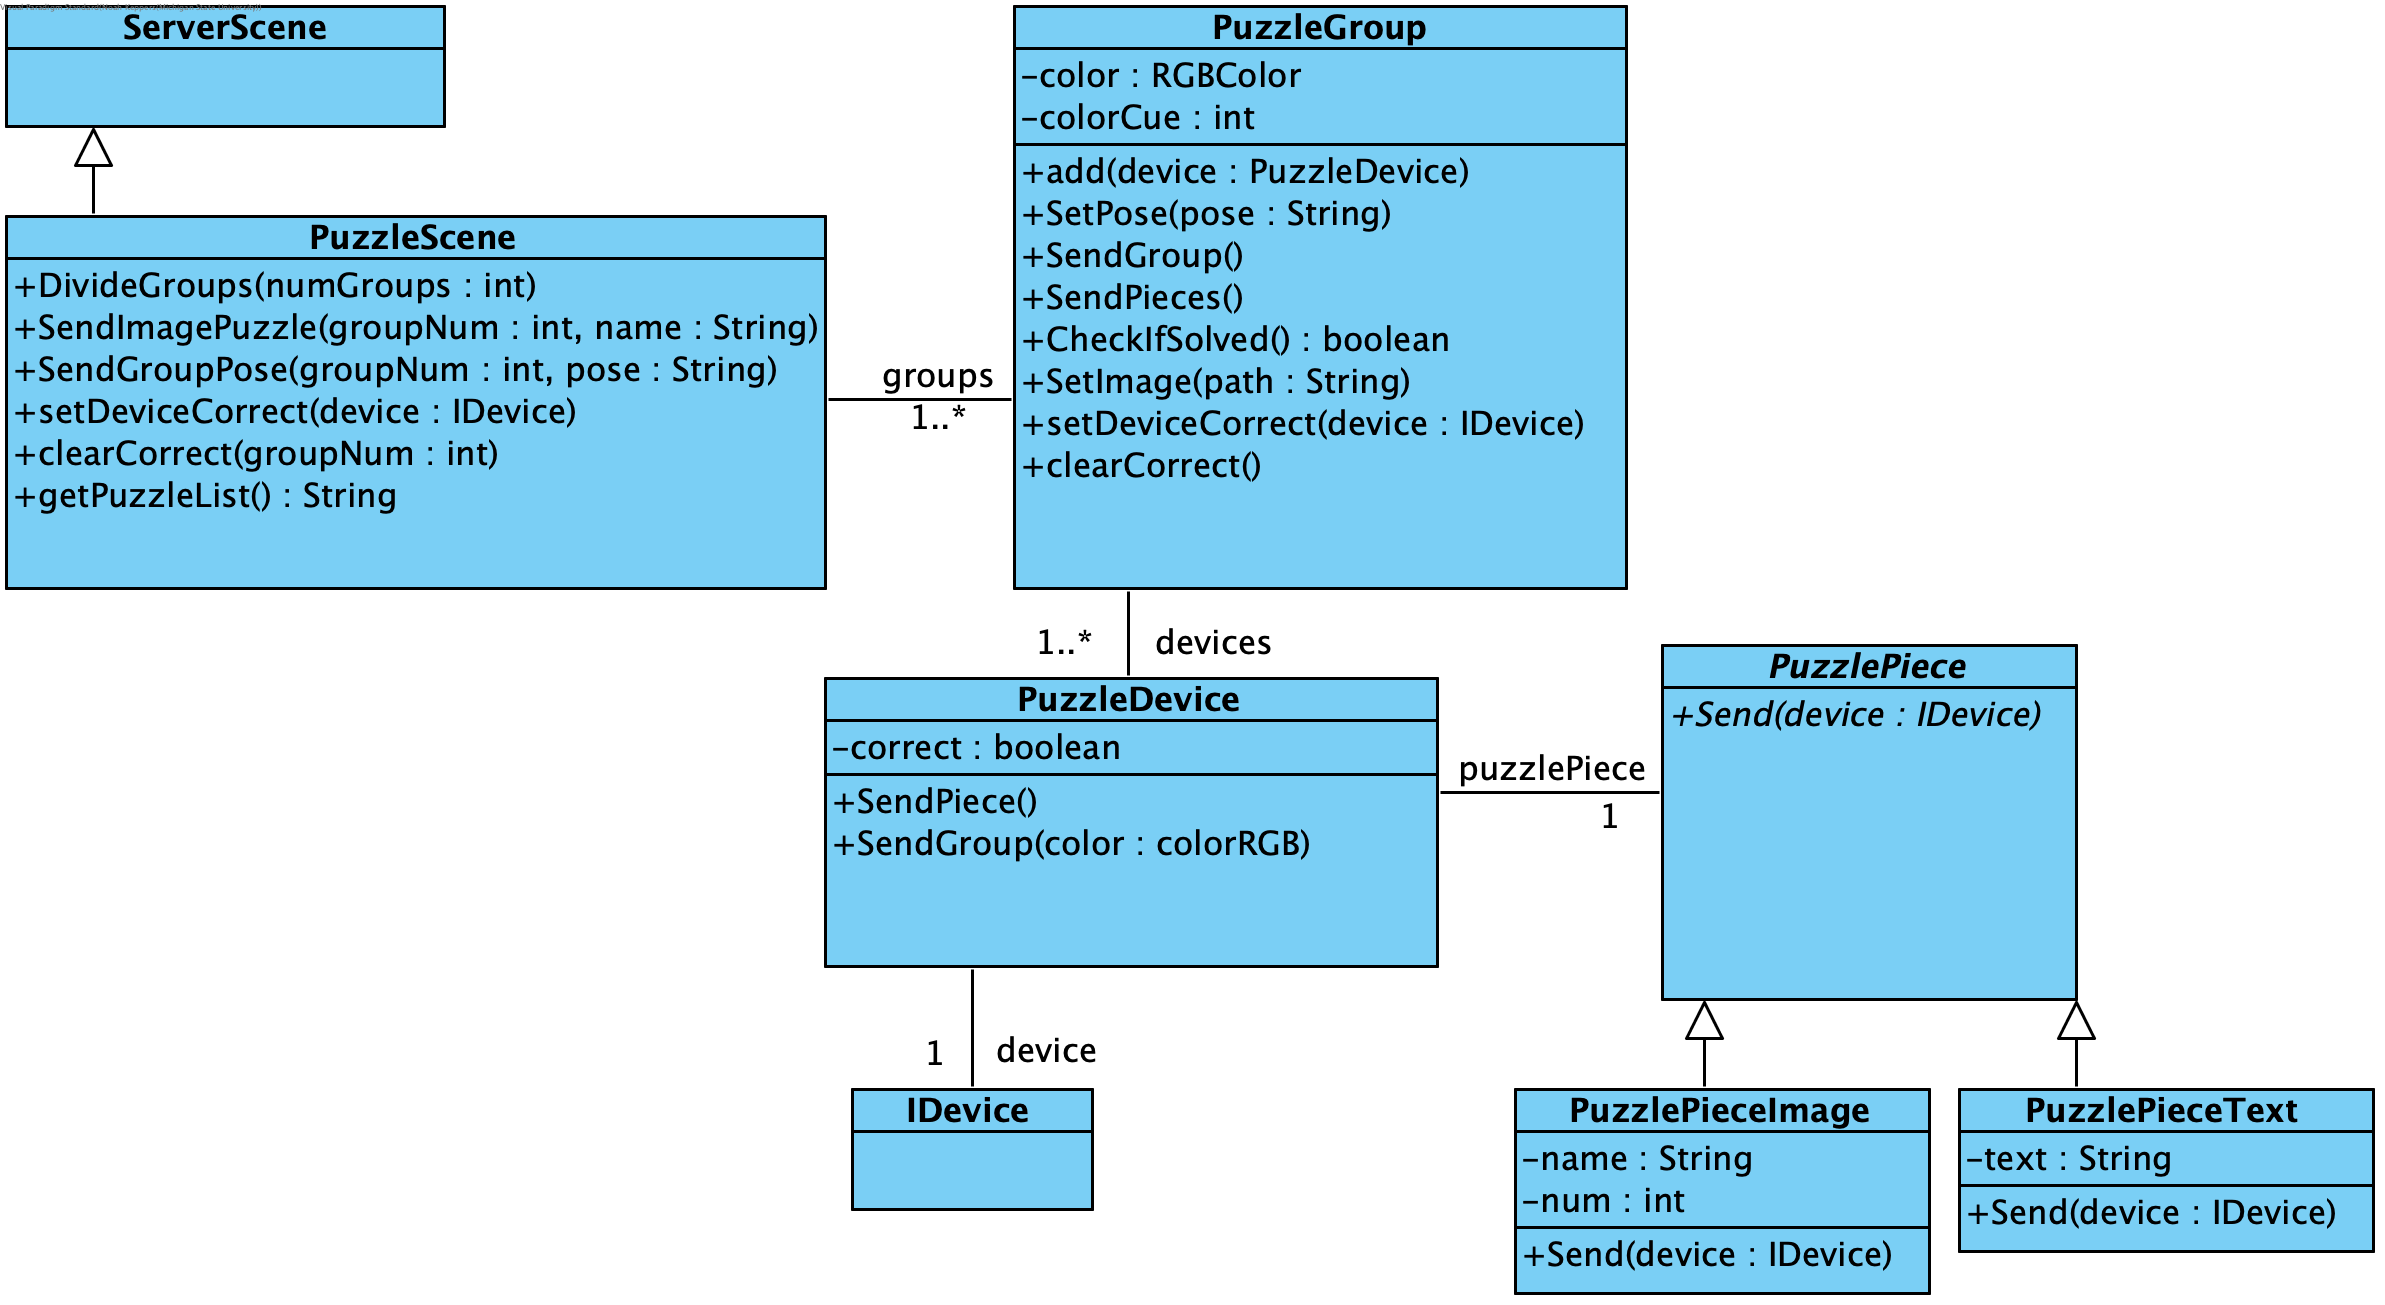 ServerScene
PuzzleScene
+DivideGroups(numGroups : int)
+SendImagePuzzle(groupNum : int, name : String)
+SendGroupPose(groupNum : int, pose : String)
+setDeviceCorrect(device : IDevice)
+clearCorrect(groupNum : int)
+getPuzzleList() : String
groups
1..*
PuzzleGroup
-color : RGBColor
-colorCue : int
+add(device : PuzzleDevice)
+SetPose(pose : String)
+SendGroup()
+SendPieces()
+CheckIfSolved() : boolean
+SetImage(path : String)
+setDeviceCorrect(device : IDevice)
+clearCorrect()
1..* devices
PuzzleDevice
-correct : boolean
+SendPiece()
+SendGroup(color : colorRGB)
puzzlePiece
1
PuzzlePiece
+Send(device : IDevice)
1 device
IDevice
PuzzlePieceImage
-name : String
-num : int
+Send(device : IDevice)
PuzzlePieceText
-text : String
+Send(device : IDevice)